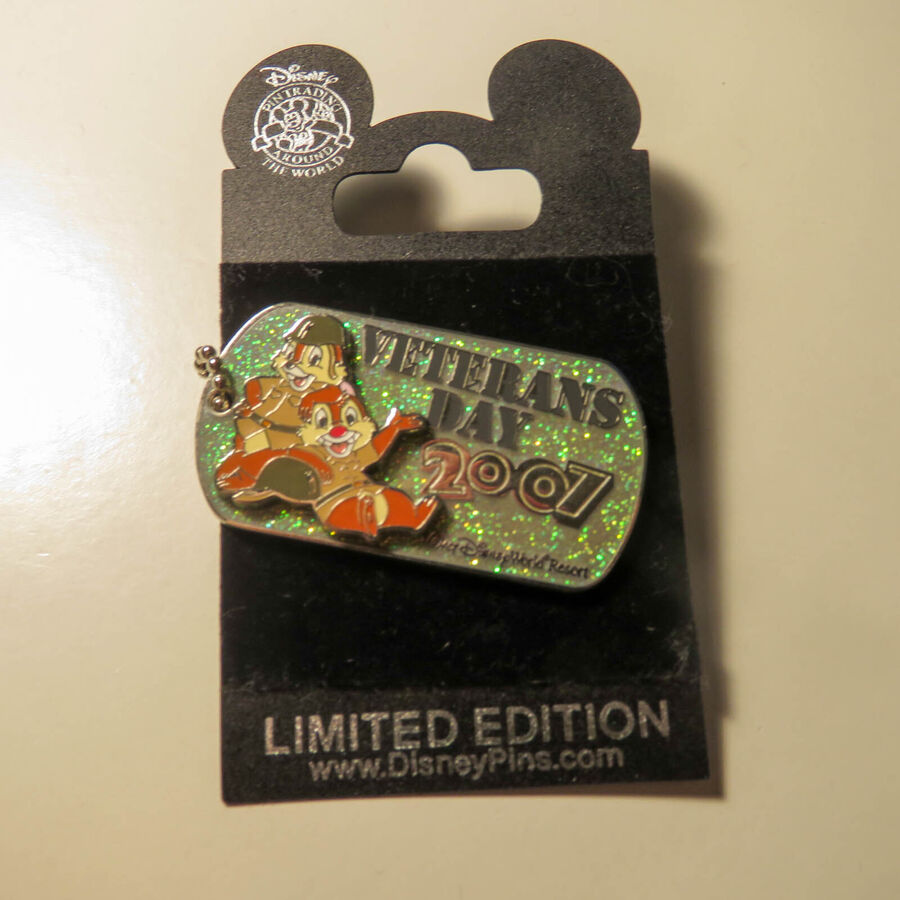 Disney
PIN TRADING
AROUND
THE WORLD
VETERANS
DAY
2007
Walt Disney World Resort
LIMITED EDITION
www.DisneyPins.com